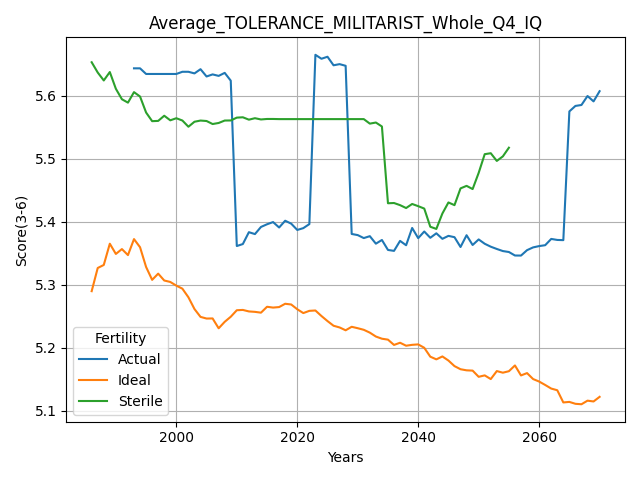 Average_TOLERANCE_MILITARIST_Whole_Q4_IQ
Score(3-6)
5.6
5.5
5.4
5.3
5.2
5.1
Fertility
Actual
Ideal
Sterile
2000
2020
2040
2060
Years